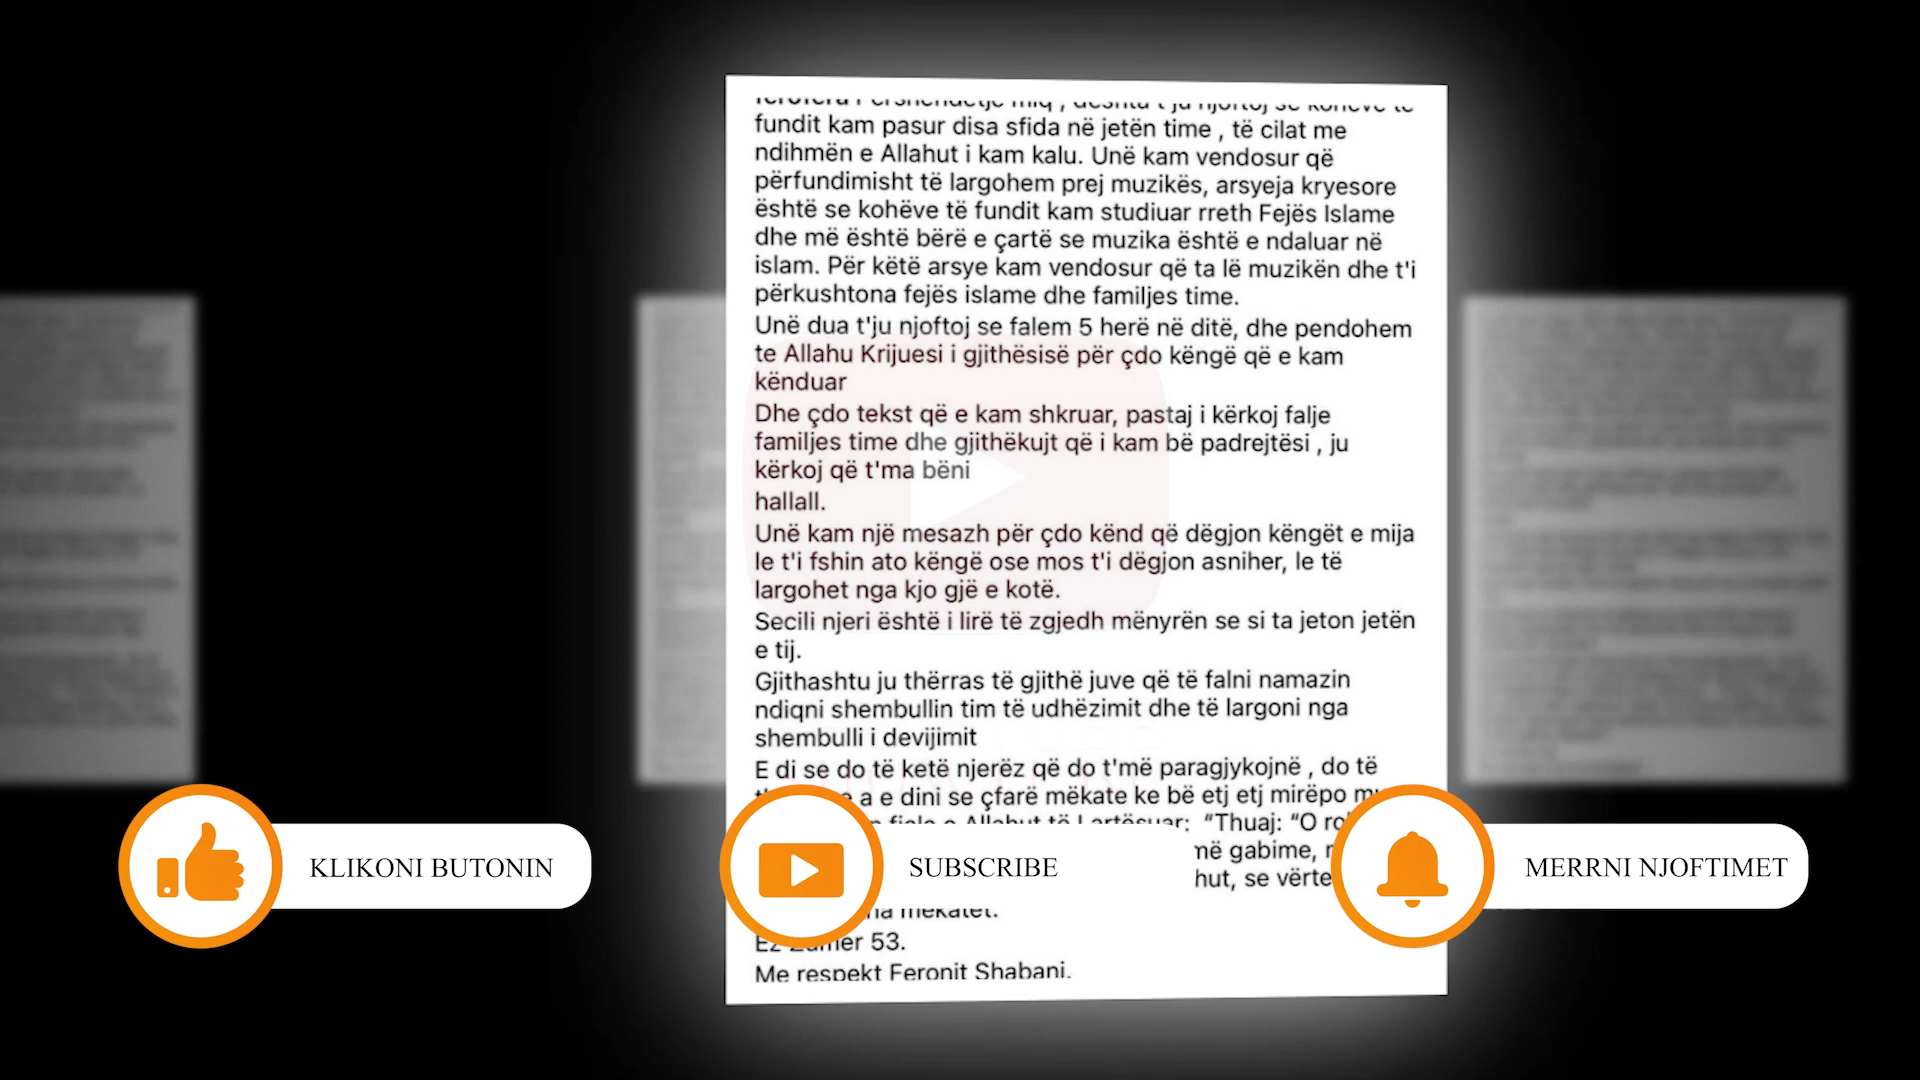 fundit kam pasur disa sfida në jetën time , të cilat me
ndihmën e Allahut i kam kalu. Unë kam vendosur që
përfundimisht të largohem prej muzikës, arsyeja kryesore
është se kohëve të fundit kam studiuar rreth Fejës Islame
dhe më është bërë e çartë se muzika është e ndaluar në
islam. Për këtë arsye kam vendosur që ta lë muzikën dhe t'i
përkushtona fejës islame dhe familjes time.
Unë dua t'ju njoftoj se falem 5 herë në ditë, dhe pendohem
te Allahu Krijuesi i gjithësisë për çdo këngë që e kam
kënduar
Dhe çdo tekst që e kam shkruar, pastaj i kërkoj falje
familjes time dhe gjithëkujt që i kam bë padrejtësi , ju
kërkoj që t'ma bëni
hallall.
Unë kam një mesazh për çdo kënd që dëgjon këngët e mija
le t'i fshin ato këngë ose mos t'i dëgjon asniher, le të
largohet nga kjo gjë e kotë.
Secili njeri është i lirë të zgjedh mënyrën se si ta jeton jetën
e tij.
Gjithashtu ju thërras të gjithë juve që të falni namazin
ndiqni shembullin tim të udhëzimit dhe të largoni nga
shembulli i devijimit
E di se do të ketë njerëz që do t'më paragjykojnë , do të
a e dini se çfarë mëkate ke bë etj etj mirëpo
fjala e Allahut të Lartësuar: “Thuaj: “O
gabime,
se
mëkatet.
Ez Zumer 53.
Me respekt Feronit Shabani.
KLIKONI BUTONIN
SUBSCRIBE
MERRNI NJOFTIMET